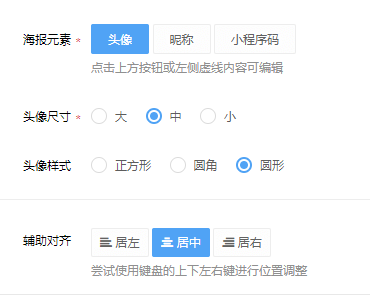 海报元素 * 头像 昵称 小程序码
点击上方按钮或左侧虚线内容可编辑
头像尺寸 * 大 中 小
头像样式 正方形 圆角 圆形
辅助对齐 居左 居中 居右
尝试使用键盘的上下左右键进行位置调整